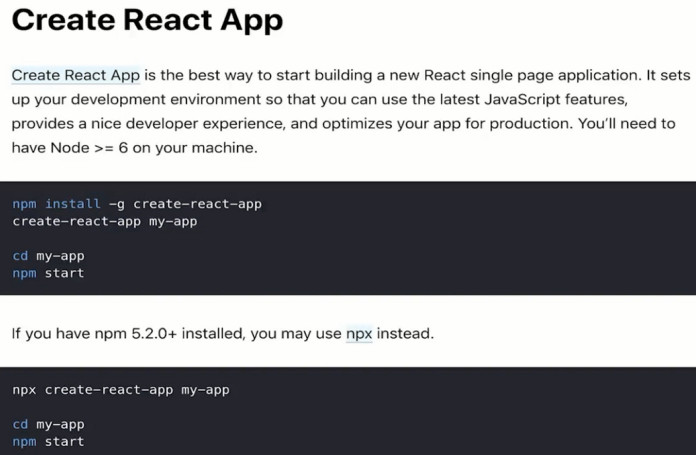 Create React App
Create React App is the best way to start building a new React single page application. It sets
up your development environment so that you can use the latest JavaScript features,
provides a nice developer experience, and optimizes your app for production. You’ll need to
have Node >= 6 on your machine.
npm install -g create-react-app
create-react-app my-app
cd my-app
npm start
If you have npm 5.2.0+ installed, you may use npx instead.
npx create-react-app my-app
cd my-app
npm start